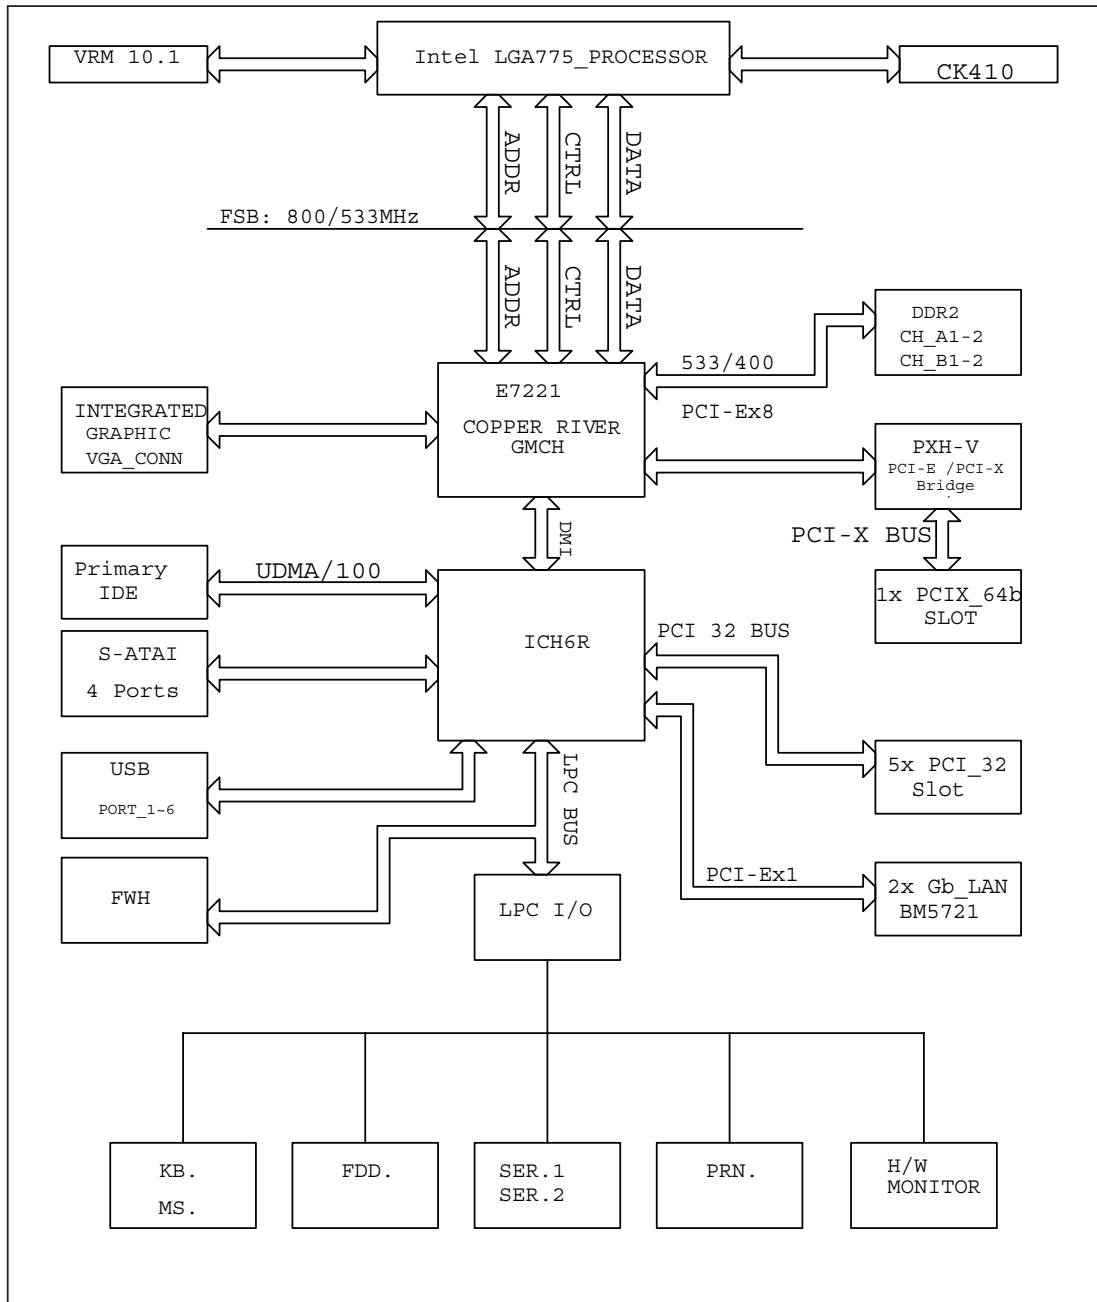 VRM 10.1
Intel LGA775_PROCESSOR
CK410
ADDR
CTRL
DATA
FSB: 800/533MHz
ADDR
CTRL
DATA
DDR2
CH_A1-2
CH_B1-2
533/400
E7221
COPPER RIVER
GMCH
PCI-Ex8
INTEGRATED
GRAPHIC
VGA_CONN
PXH-V
PCI-E /PCI-X
Bridge
DMI
PCI-X BUS
Primary
IDE
UDMA/100
1x PCIX_64b
SLOT
ICH6R
PCI 32 BUS
S-ATAI
4 Ports
USB
PORT_1~6
LPC BUS
5x PCI_32
Slot
FWH
LPC I/O
PCI-Ex1
2x Gb_LAN
BM5721
KB.
MS.
FDD.
SER.1
SER.2
PRN.
H/W
MONITOR